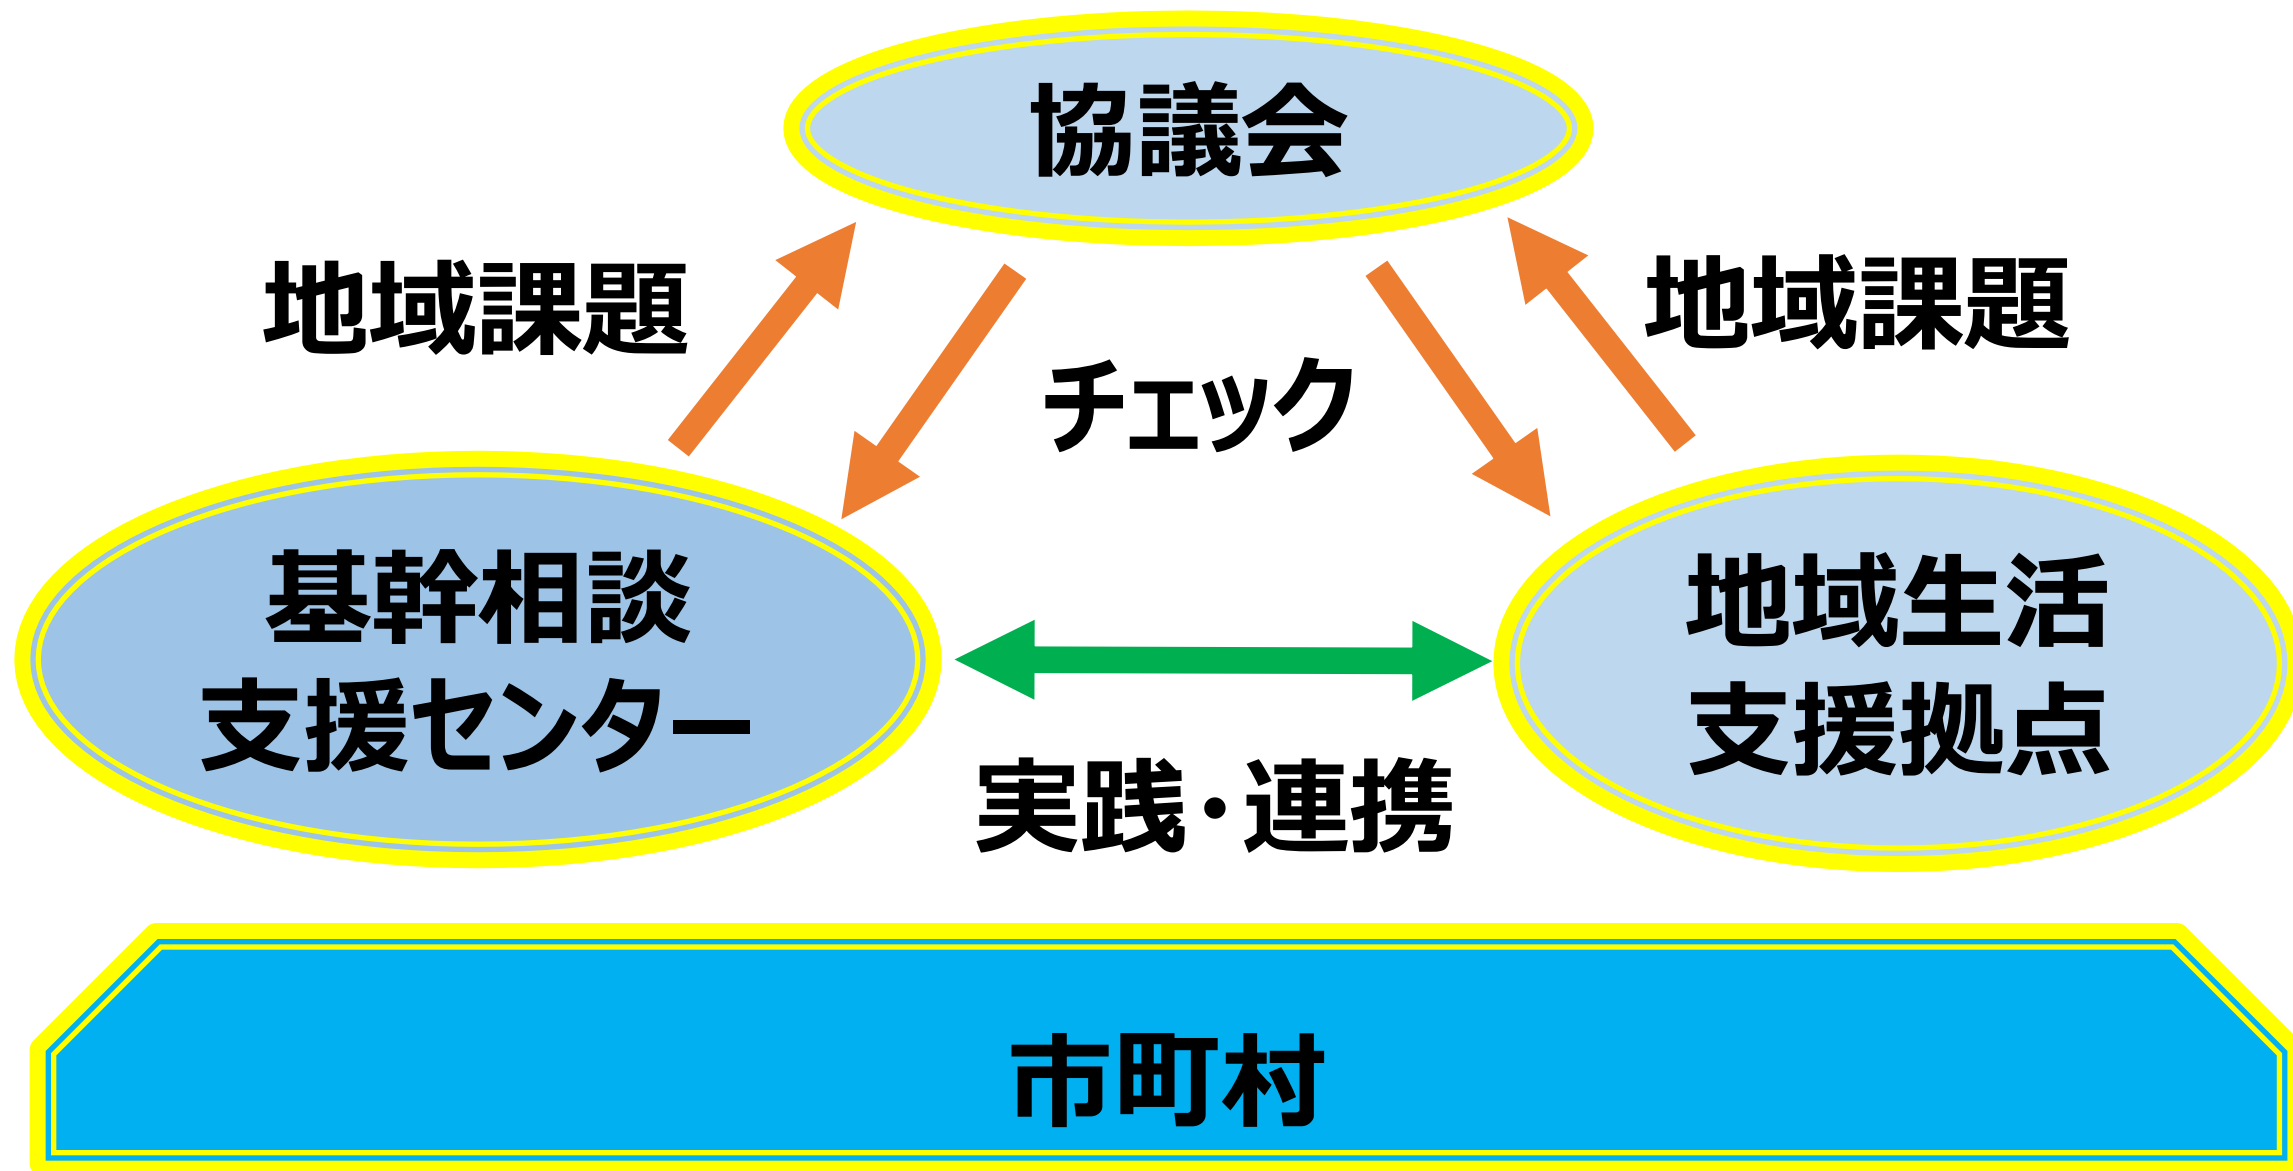 協議会
地域課題
地域課題
チェック
基幹相談
支援センター
地域生活
支援拠点
実践・連携
市町村